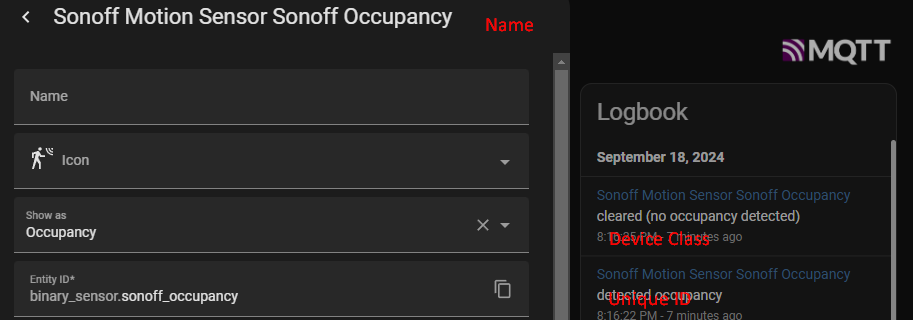 Sonoff Motion Sensor Sonoff Occupancy
Name
Name
Icon
Show as
Occupancy
Entity ID*
binary_sensor.sonoff_occupancy
MQTT
Logbook
September 18, 2024
Sonoff Motion Sensor Sonoff Occupancy
cleared (no occupancy detected)
8:16:25 PM - 7 minutes ago
Device Class
Sonoff Motion Sensor Sonoff Occupancy
detected occupancy
Unique ID
8:16:22 PM - 7 minutes ago